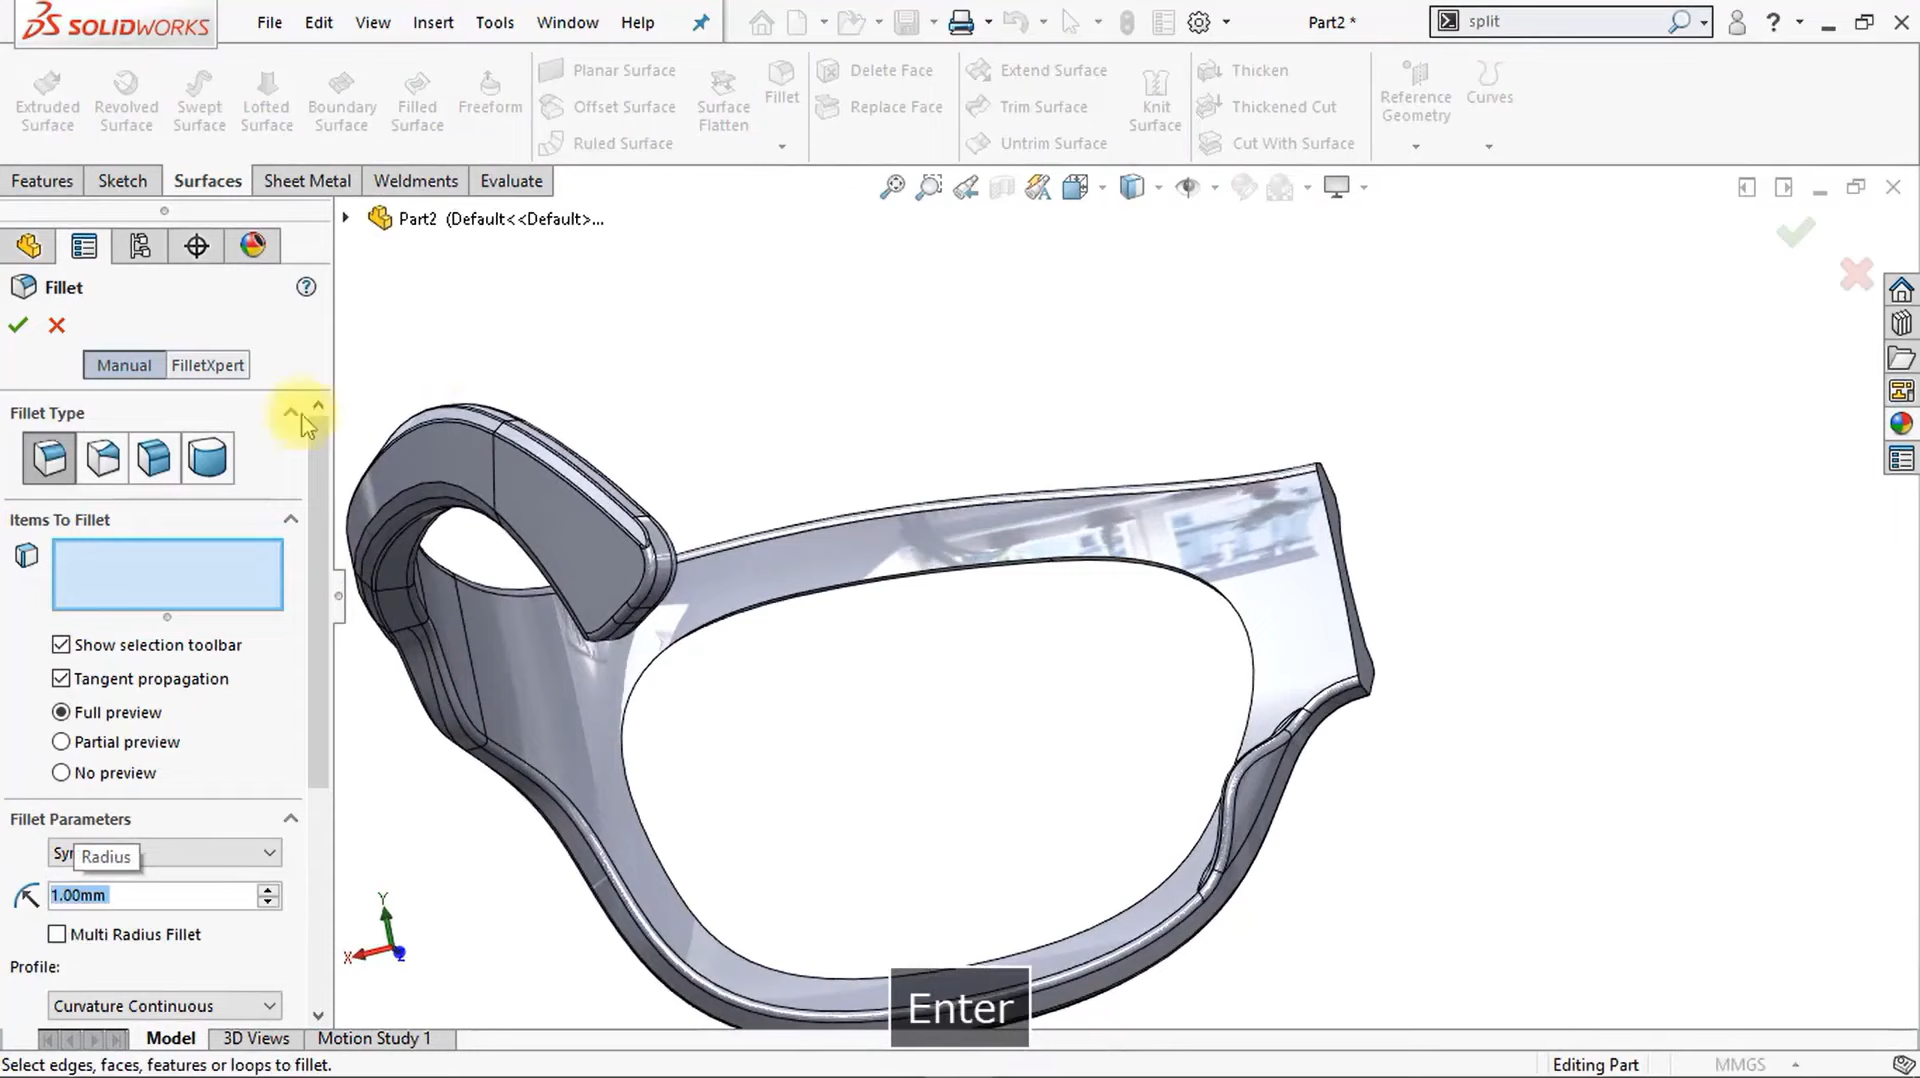 SOLIDWORKS
File Edit View Insert Tools Window Help
Part2 *
split
Extruded Surface
Revolved Surface
Swept Surface
Lofted Surface
Boundary Surface
Filled Surface
Freeform
Planar Surface
Offset Surface
Ruled Surface
Surface Flatten
Fillet
Delete Face
Replace Face
Extend Surface
Trim Surface
Untrim Surface
Knit Surface
Thicken
Thickened Cut
Cut With Surface
Reference Geometry
Curves
Features Sketch Surfaces Sheet Metal Weldments Evaluate
Part2 (Default<<Default>...
Fillet
Manual FilletXpert
Fillet Type
Items To Fillet
Show selection toolbar
Tangent propagation
Full preview
Partial preview
No preview
Fillet Parameters
Radius
1.00mm
Multi Radius Fillet
Profile:
Curvature Continuous
Y
X
Z
Enter
Model 3D Views Motion Study 1
Select edges, faces, features or loops to fillet.
Editing Part
MMGS